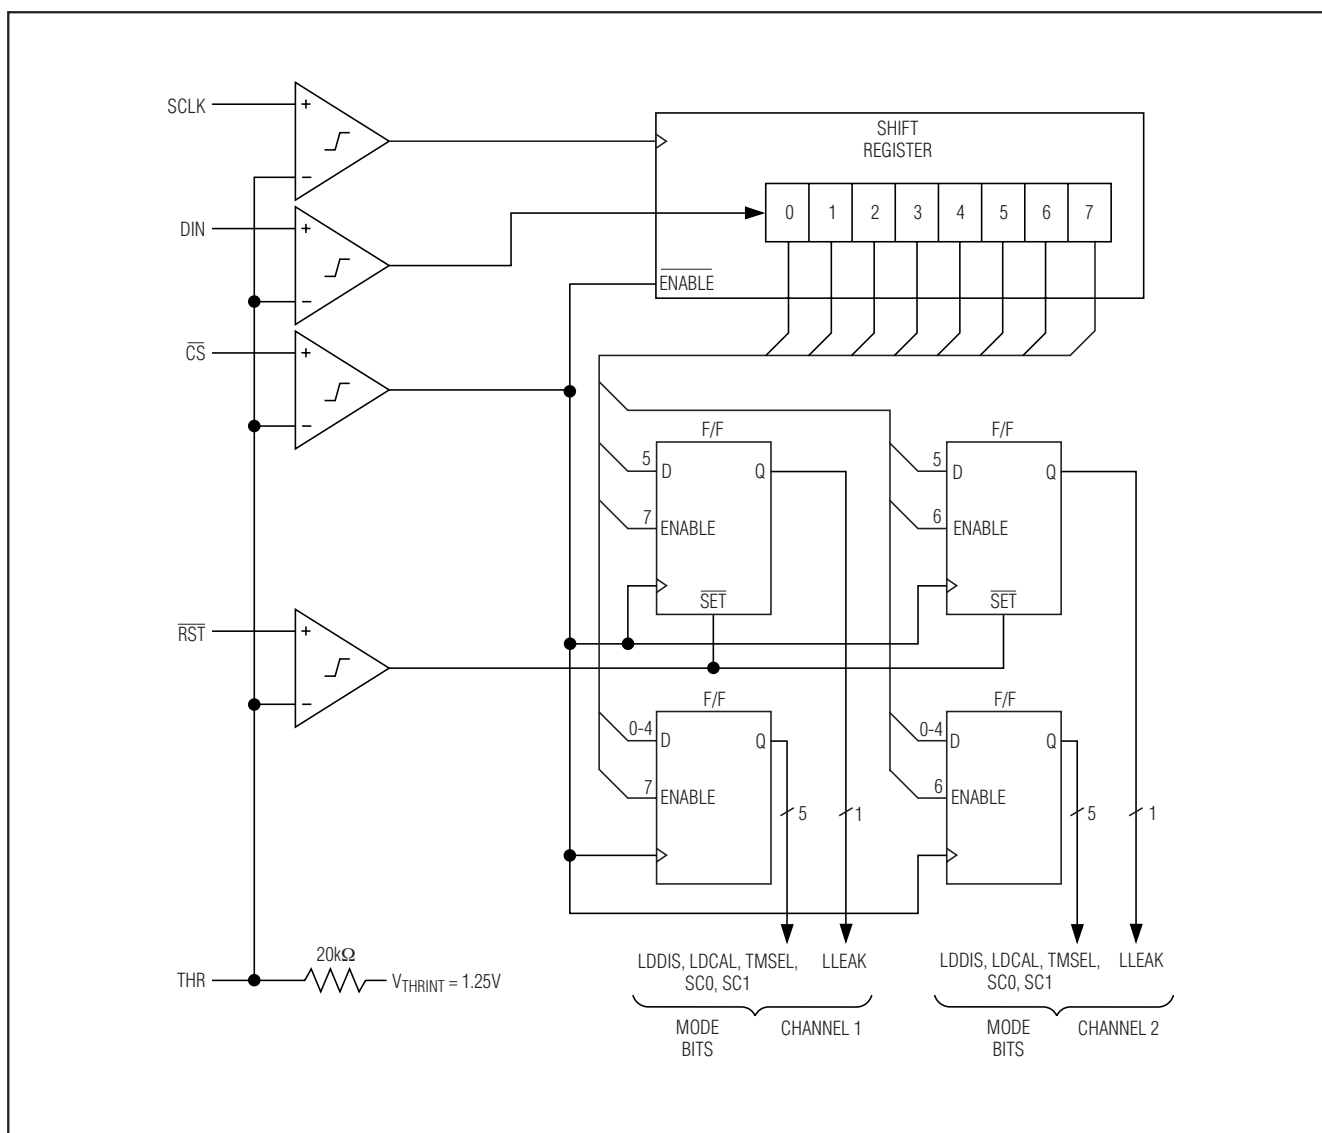 SCLK
+
−
SHIFT
REGISTER
DIN
+
−
0 1 2 3 4 5 6 7
ENABLE
CS
+
−
F/F
5
D
Q
7
ENABLE
SET
F/F
5
D
Q
6
ENABLE
SET
RST
+
−
F/F
0-4
D
Q
7
ENABLE
5
1
F/F
0-4
D
Q
6
ENABLE
5
1
THR
20kΩ
VTHRINT = 1.25V
LDDIS, LDCAL, TMSEL,
SC0, SC1
LLEAK
LDDIS, LDCAL, TMSEL,
SC0, SC1
LLEAK
MODE
BITS
CHANNEL 1
MODE
BITS
CHANNEL 2